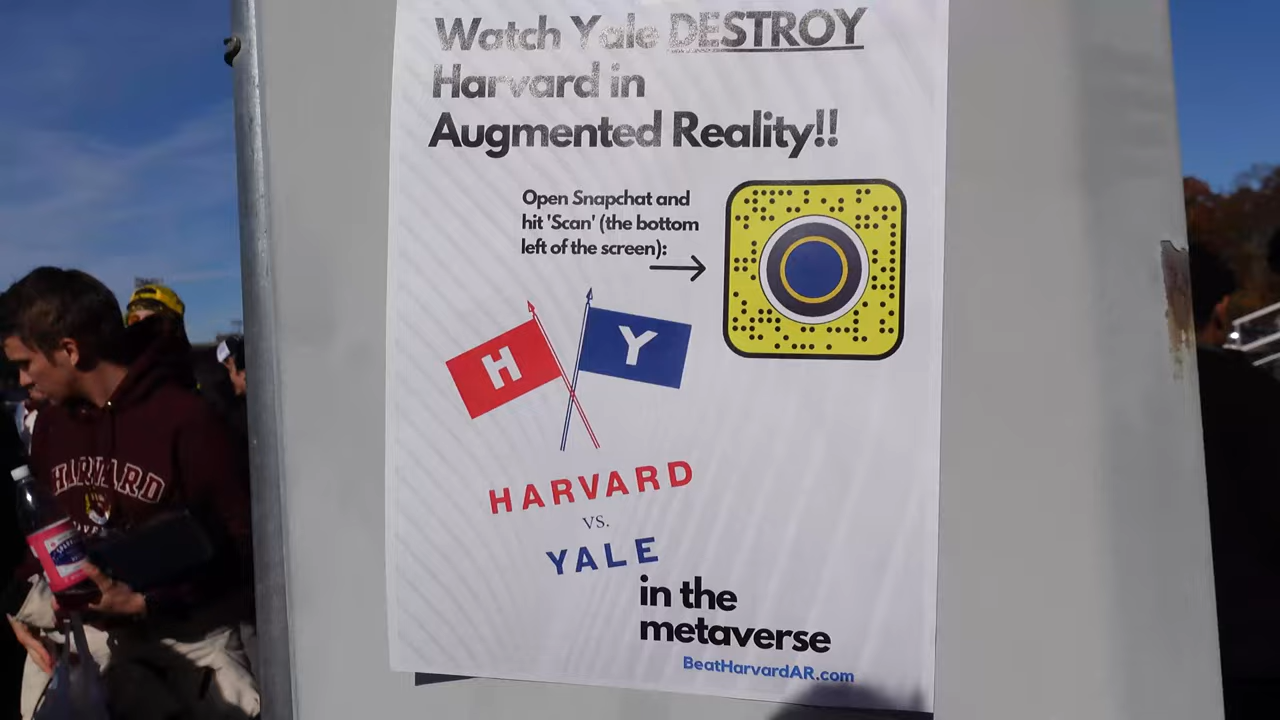 Watch Yale DESTROY
Harvard in
Augmented Reality!!
Open Snapchat and
hit 'Scan' (the bottom
left of the screen):
H
Y
HARVARD
VS.
YALE
in the
metaverse
BeatHarvardAR.com
HARVARD